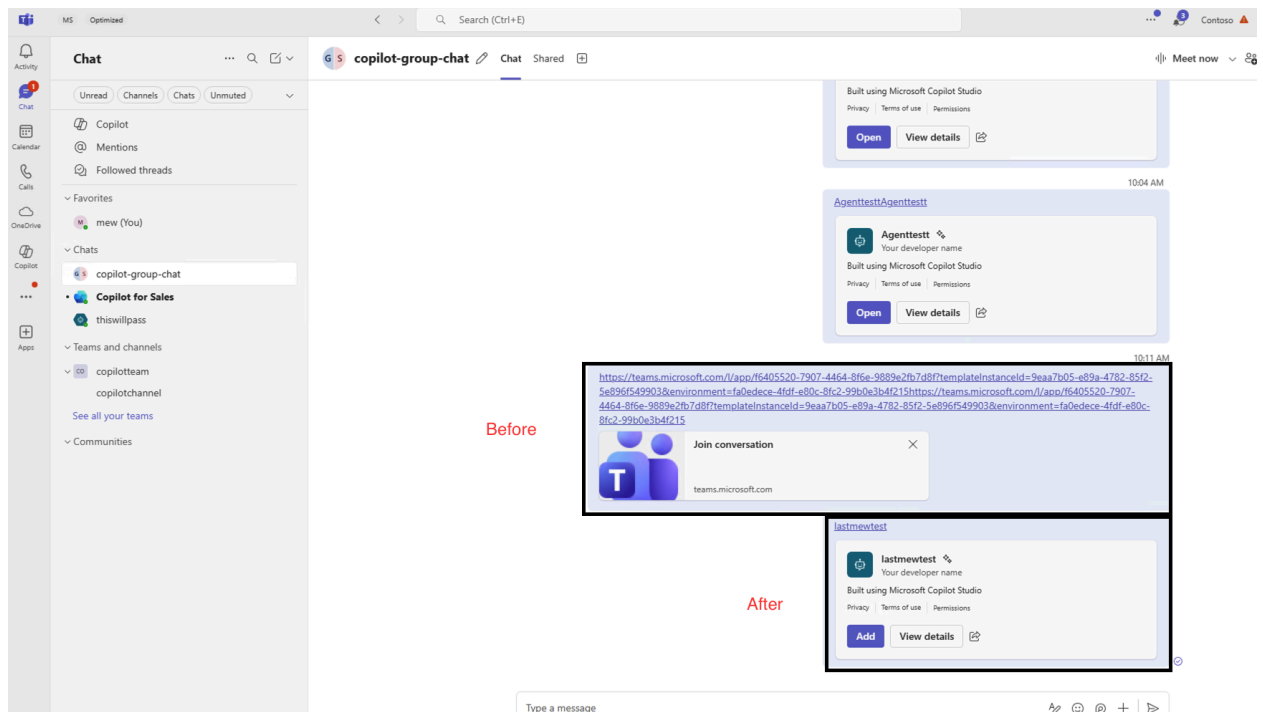 MS Optimized
Search (Ctrl+E)
3
Contoso
Activity
1
Chat
Calendar
Calls
OneDrive
Copilot
Apps
Chat
Unread Channels Chats Unmuted
Copilot
Mentions
Followed threads
Favorites
M mew (You)
Chats
G S copilot-group-chat
Copilot for Sales
thiswillpass
Teams and channels
CO copilotteam
copilotchannel
See all your teams
Communities
G S copilot-group-chat Chat Shared
Meet now
Built using Microsoft Copilot Studio
Privacy Terms of use Permissions
Open View details
10:04 AM
AgenttesttAgenttestt
Agenttestt
Your developer name
Built using Microsoft Copilot Studio
Privacy Terms of use Permissions
Open View details
10:11 AM
Before
https://teams.microsoft.com/l/app/f6405520-7907-4464-8f6e-9889e2fb7d8f?templateInstanceId=9eaa7b05-e89a-4782-85f2-
5e896f549903&environment=fa0edece-4fdf-e80c-8fc2-99b0e3b4f215https://teams.microsoft.com/l/app/f6405520-7907-
4464-8f6e-9889e2fb7d8f?templateInstanceId=9eaa7b05-e89a-4782-85f2-5e896f549903&environment=fa0edece-4fdf-e80c-
8fc2-99b0e3b4f215
T
Join conversation
teams.microsoft.com
After
lastmewtest
lastmewtest
Your developer name
Built using Microsoft Copilot Studio
Privacy Terms of use Permissions
Add View details
Type a message